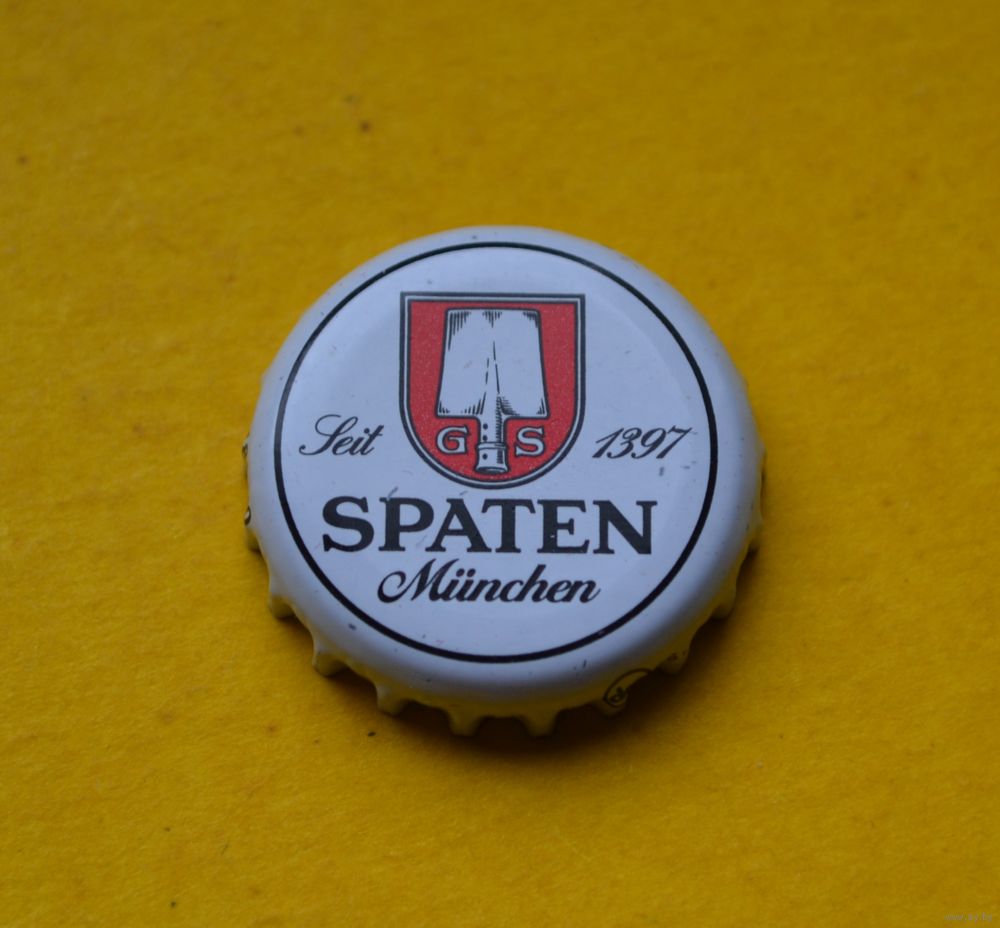 G S
Seit 1397
SPATEN
München